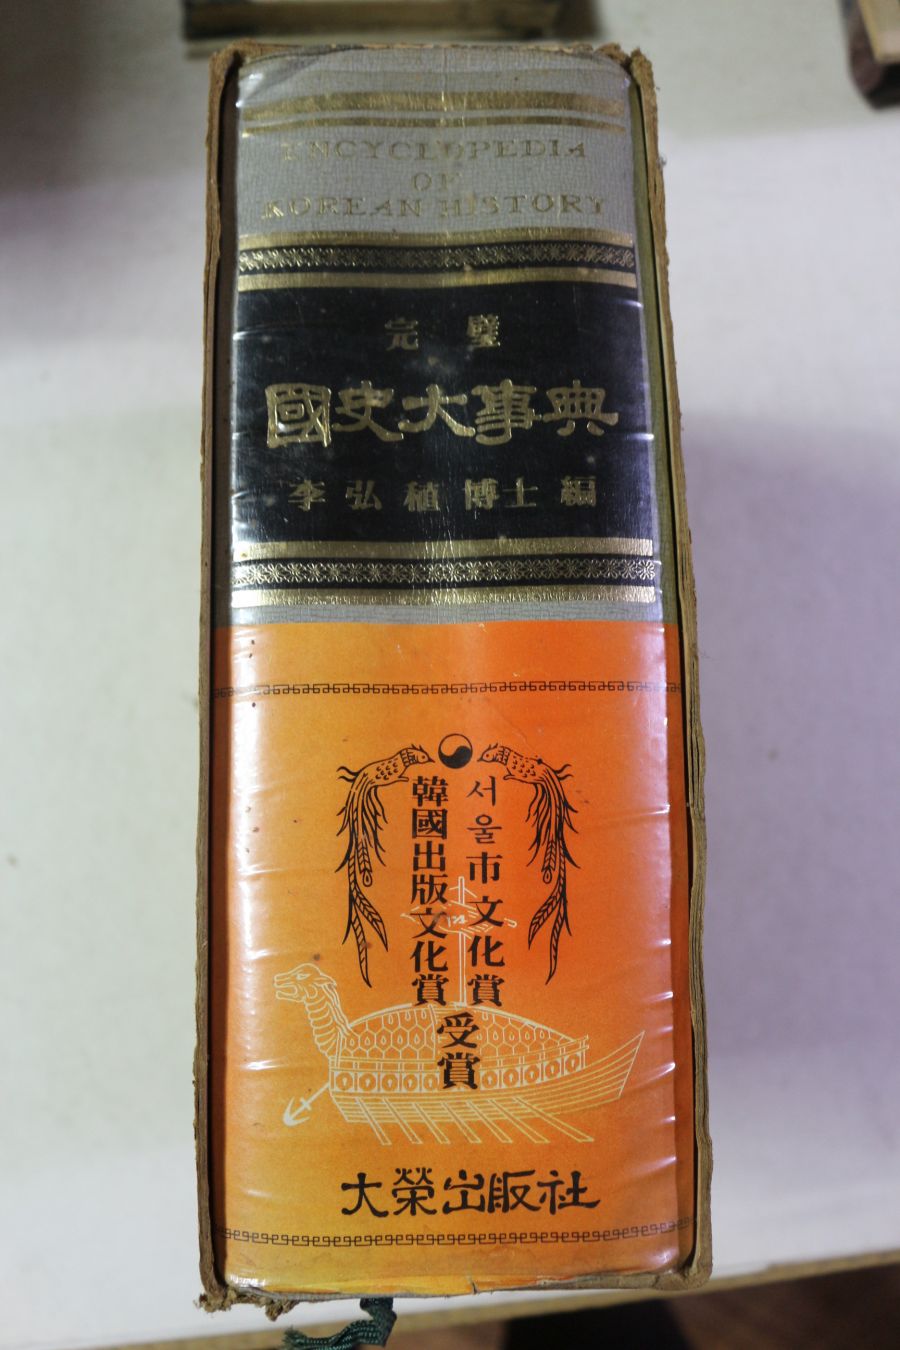 ENCYCLOPEDIA
OF
KOREAN HISTORY
完璧
國史大事典
李弘稙 博士 編
서울市文化賞
韓國出版文化賞
受賞
大榮出版社